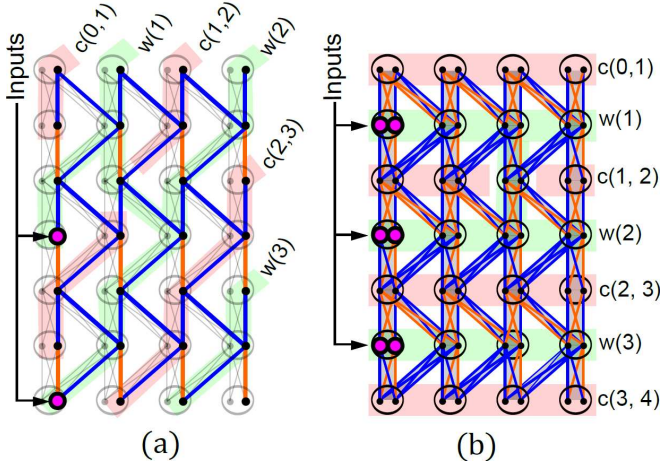 Inputs
c(0,1)
w(1)
c(1,2)
w(2)
c(2,3)
w(3)
(a)
Inputs
c(0,1)
w(1)
c(1, 2)
w(2)
c(2, 3)
w(3)
c(3, 4)
(b)